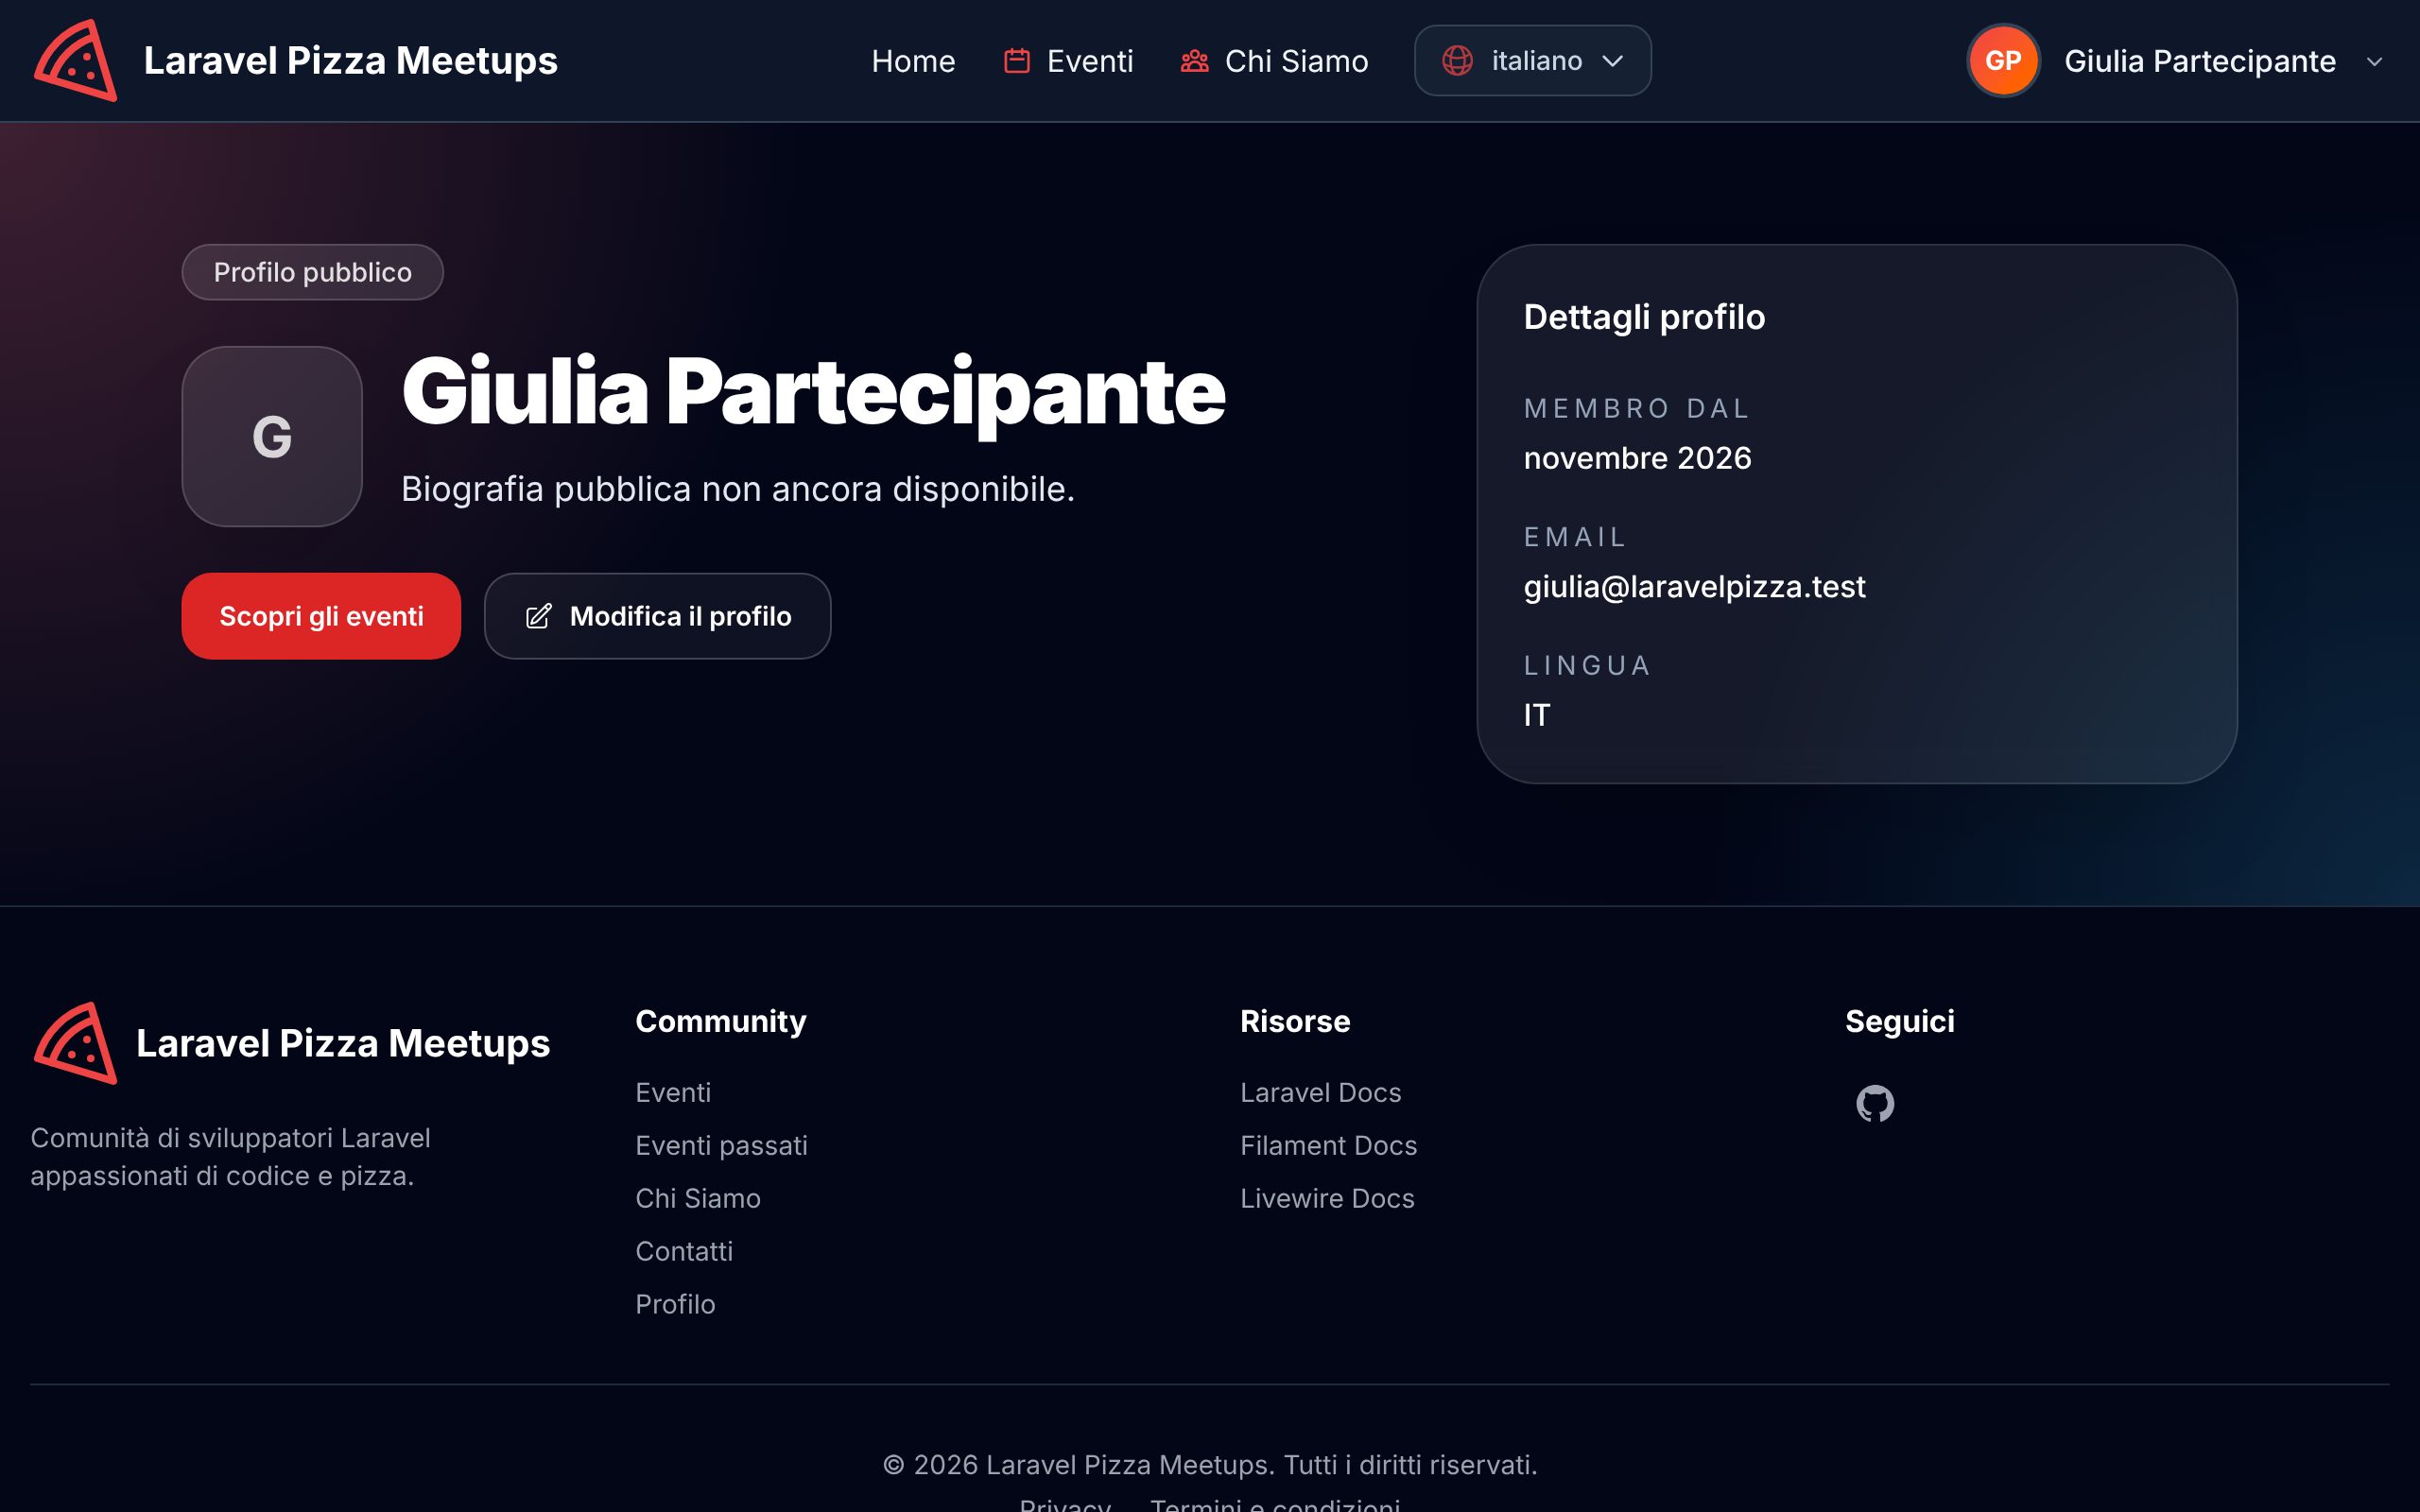 Laravel Pizza Meetups
Home
Eventi
Chi Siamo
italiano
GP
Giulia Partecipante
Profilo pubblico
G
Giulia Partecipante
Biografia pubblica non ancora disponibile.
Scopri gli eventi
Modifica il profilo
Dettagli profilo
MEMBRO DAL
novembre 2026
EMAIL
giulia@laravelpizza.test
LINGUA
IT
Laravel Pizza Meetups
Comunità di sviluppatori Laravel
appassionati di codice e pizza.
Community
Eventi
Eventi passati
Chi Siamo
Contatti
Profilo
Risorse
Laravel Docs
Filament Docs
Livewire Docs
Seguici
© 2026 Laravel Pizza Meetups. Tutti i diritti riservati.
Privacy
Termini e condizioni